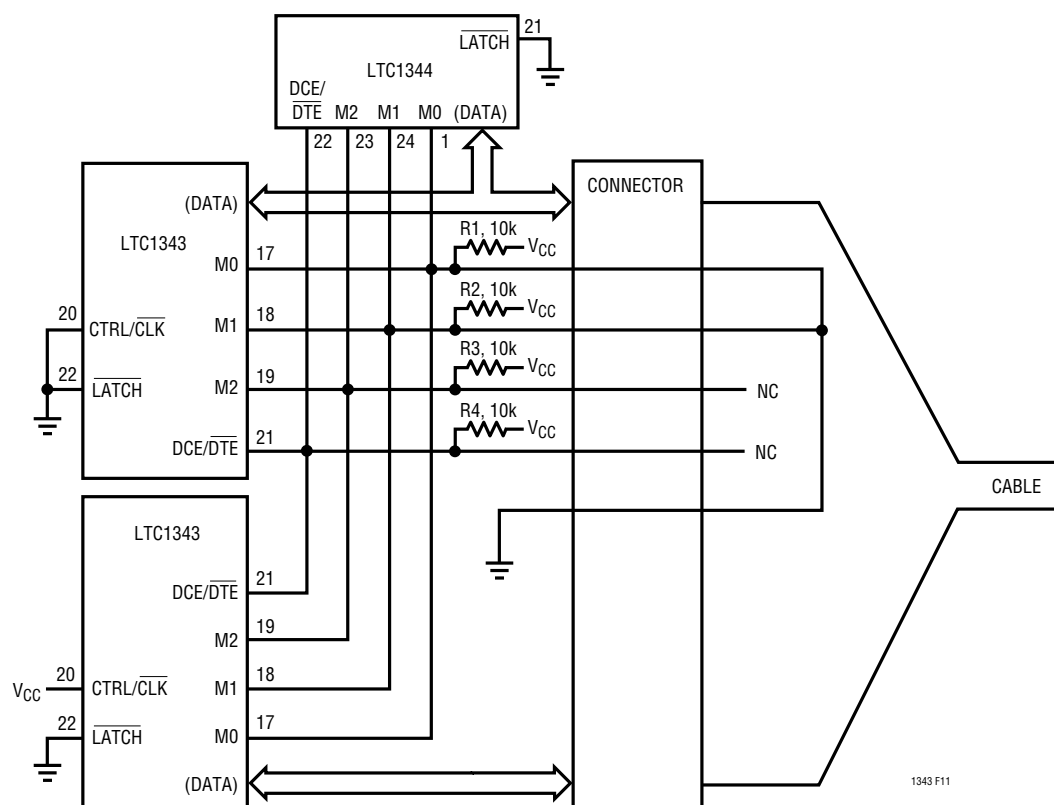 LATCH
21
LTC1344
DCE/
DTE M2 M1 M0 (DATA)
22 23 24 1
CONNECTOR
(DATA)
LTC1343
R1, 10k
VCC
M0
17
R2, 10k
VCC
20
CTRL/CLK
M1
18
R3, 10k
VCC
22
LATCH
M2
19
NC
R4, 10k
VCC
DCE/DTE
21
NC
CABLE
LTC1343
DCE/DTE
21
M2
19
VCC
20
CTRL/CLK
M1
18
22
LATCH
M0
17
(DATA)
1343 F11